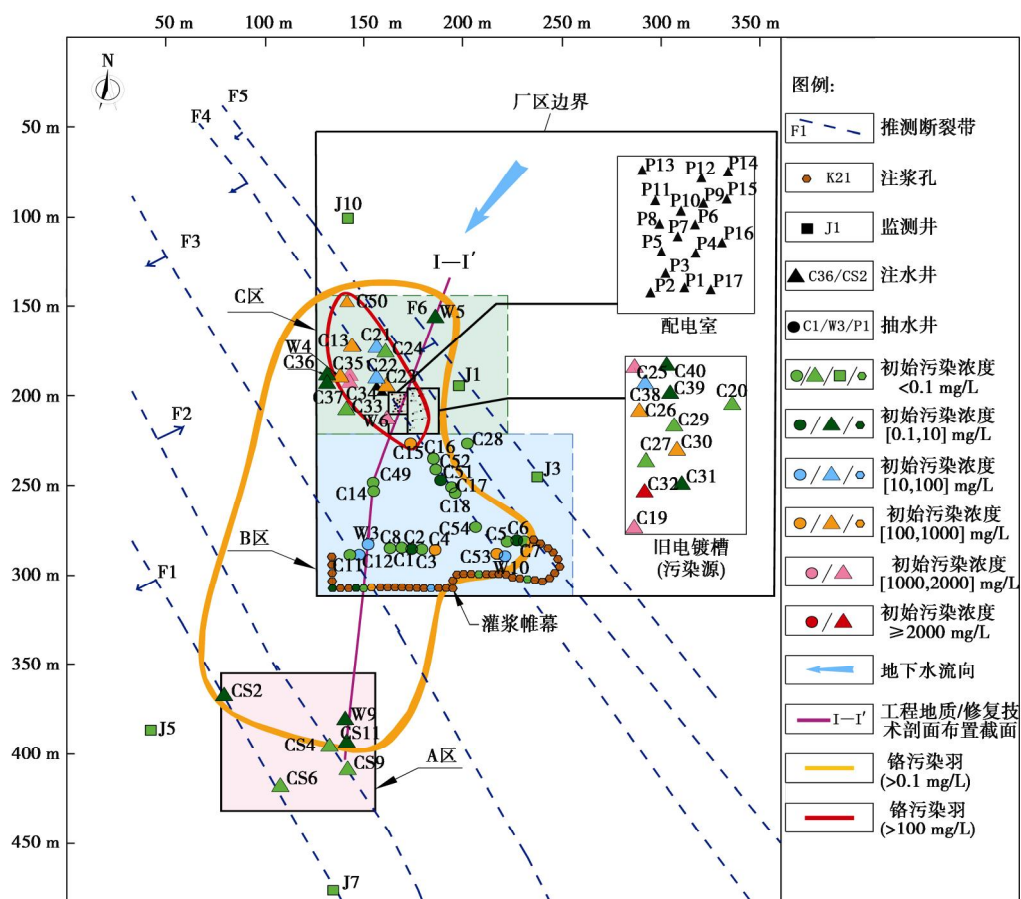 50 m
100 m
150 m
200 m
250 m
300 m
350 m
N
50 m
100 m
150 m
200 m
250 m
300 m
350 m
400 m
450 m
F5
F4
F3
F2
F1
F6
厂区边界
J10
I—I′
C区
C50
W5
C13
C21
C24
W4
C36
C35
C22
C23
C37
C34
C33
W6
J1
P13
P12
P14
P11
P10
P9
P15
P8
P7
P6
P5
P4
P16
P3
P2
P1
P17
配电室
C25
C40
C39
C38
C26
C20
C29
C27
C30
C32
C31
C19
旧电镀槽
(污染源)
C15
C16
C28
C52
C51
C49
C17
C14
C18
J3
C54
W3
C8
C2
C4
C5
C6
C11
C12
C1
C3
C53
C7
W10
B区
灌浆帷幕
CS2
J5
W9
CS11
CS4
CS9
CS6
A区
J7
图例:
F1
推测断裂带
K21
注浆孔
J1
监测井
C36/CS2
注水井
C1/W3/P1
抽水井
初始污染浓度
<0.1 mg/L
初始污染浓度
[0.1,10] mg/L
初始污染浓度
[10,100] mg/L
初始污染浓度
[100,1000] mg/L
初始污染浓度
[1000,2000] mg/L
初始污染浓度
≥2000 mg/L
地下水流向
I—I′
工程地质/修复技
术剖面布置截面
铬污染羽
(>0.1 mg/L)
铬污染羽
(>100 mg/L)